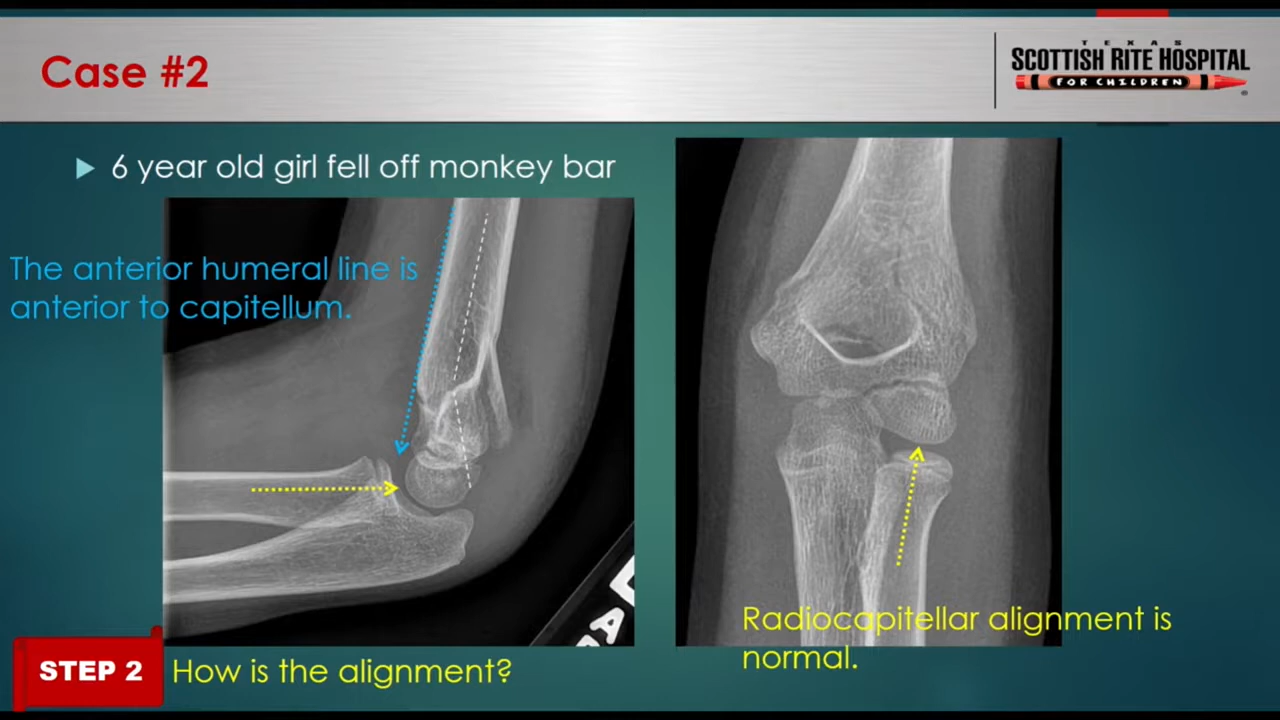 Case #2
TEXAS
SCOTTISH RITE HOSPITAL
FOR CHILDREN
6 year old girl fell off monkey bar
The anterior humeral line is
anterior to capitellum.
Radiocapitellar alignment is
normal.
STEP 2
How is the alignment?